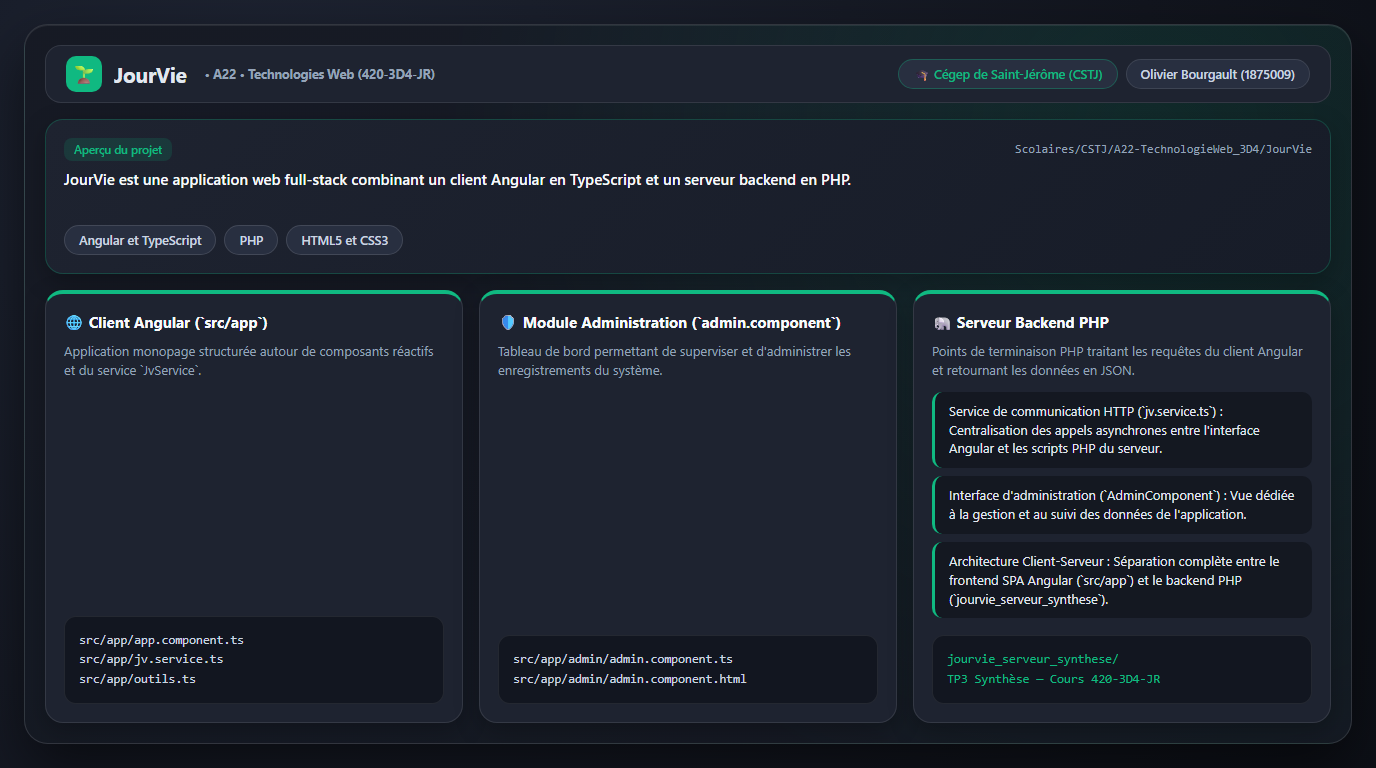 JourVie
• A22 • Technologies Web (420-3D4-JR)
Cégep de Saint-Jérôme (CSTJ)
Olivier Bourgault (1875009)
Aperçu du projet
Scolaires/CSTJ/A22-TechnologieWeb_3D4/JourVie
JourVie est une application web full-stack combinant un client Angular en TypeScript et un serveur backend en PHP.
Angular et TypeScript
PHP
HTML5 et CSS3
Client Angular (`src/app`)
Application monopage structurée autour de composants réactifs
et du service `JvService`.
src/app/app.component.ts
src/app/jv.service.ts
src/app/outils.ts
Module Administration (`admin.component`)
Tableau de bord permettant de superviser et d'administrer les
enregistrements du système.
src/app/admin/admin.component.ts
src/app/admin/admin.component.html
Serveur Backend PHP
Points de terminaison PHP traitant les requêtes du client Angular
et retournant les données en JSON.
Service de communication HTTP (`jv.service.ts`) :
Centralisation des appels asynchrones entre l'interface
Angular et les scripts PHP du serveur.
Interface d'administration (`AdminComponent`) : Vue dédiée
à la gestion et au suivi des données de l'application.
Architecture Client-Serveur : Séparation complète entre le
frontend SPA Angular (`src/app`) et le backend PHP
(`jourvie_serveur_synthese`).
jourvie_serveur_synthese/
TP3 Synthèse — Cours 420-3D4-JR